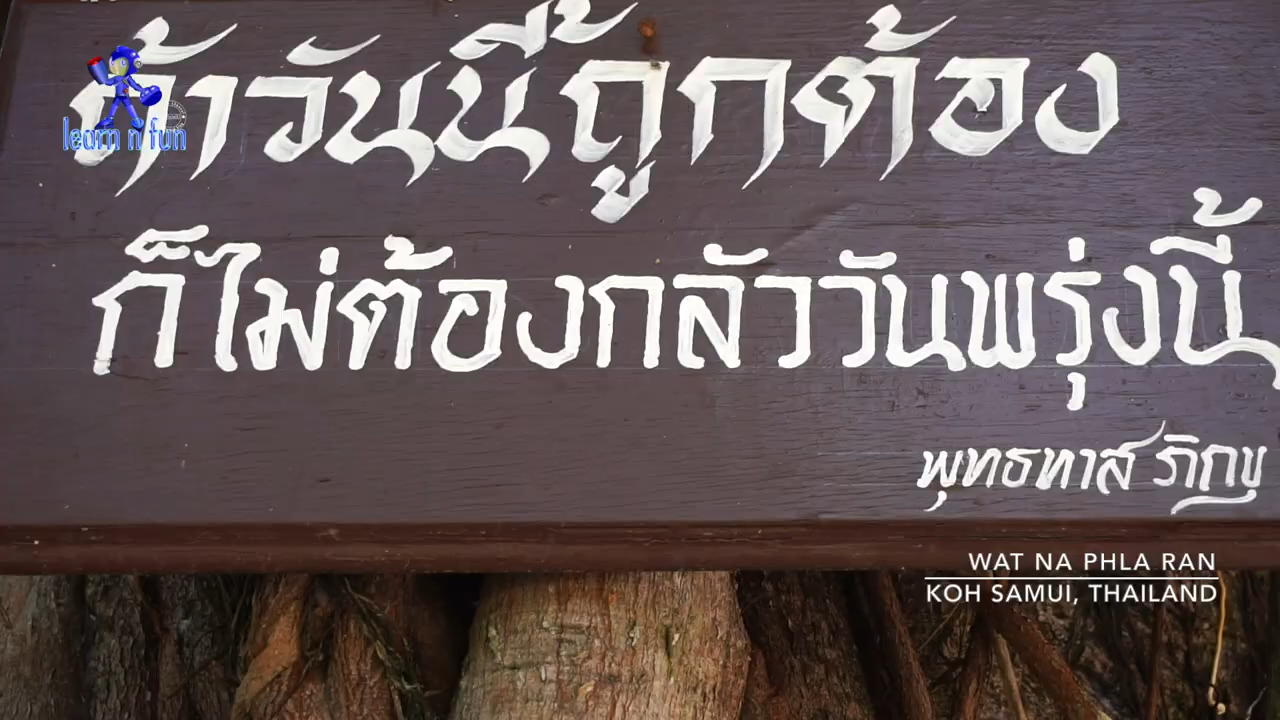 ถ้าวันนี้ถูกต้อง
ก็ไม่ต้องกลัววันพรุ่งนี้
พุทธทาส ภิกขุ
learn n fun
WAT NA PHLA RAN
KOH SAMUI, THAILAND